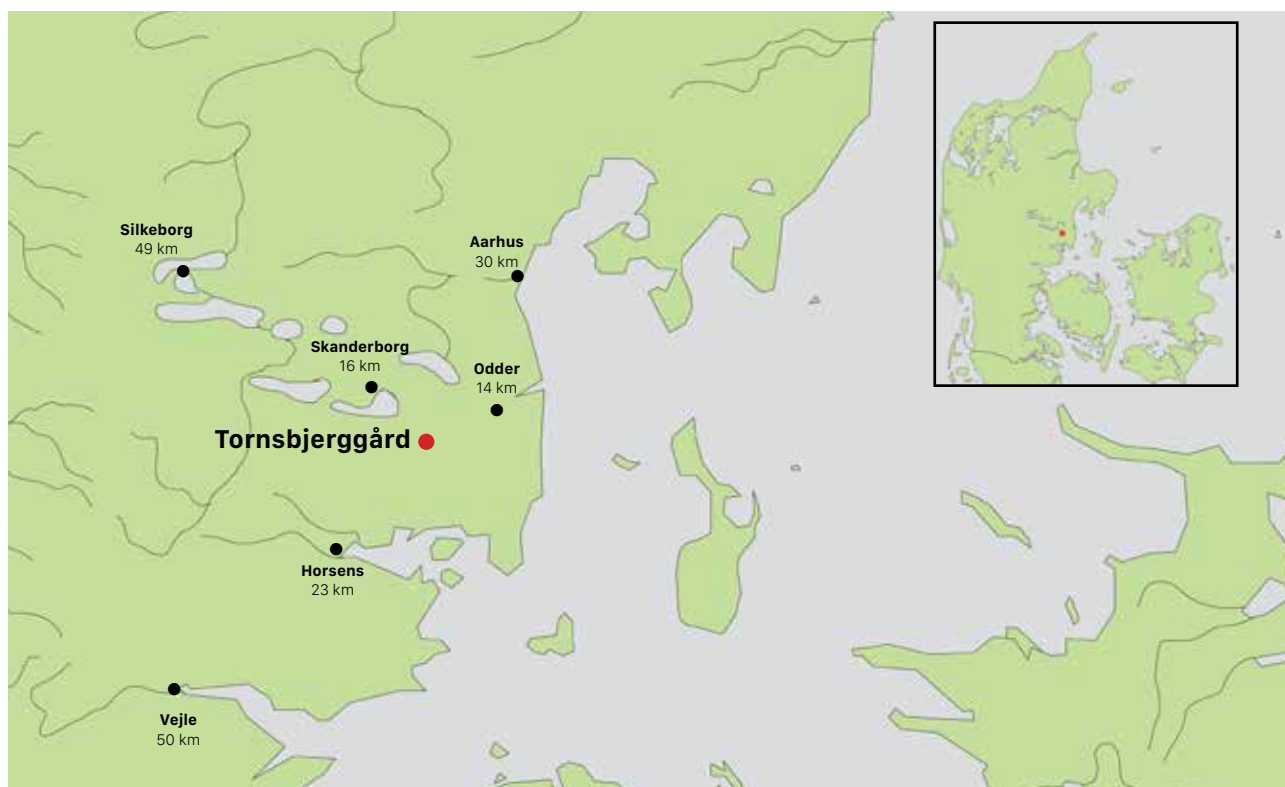 Silkeborg
49 km
Aarhus
30 km
Skanderborg
16 km
Odder
14 km
Tornsbjerggård
Horsens
23 km
Vejle
50 km